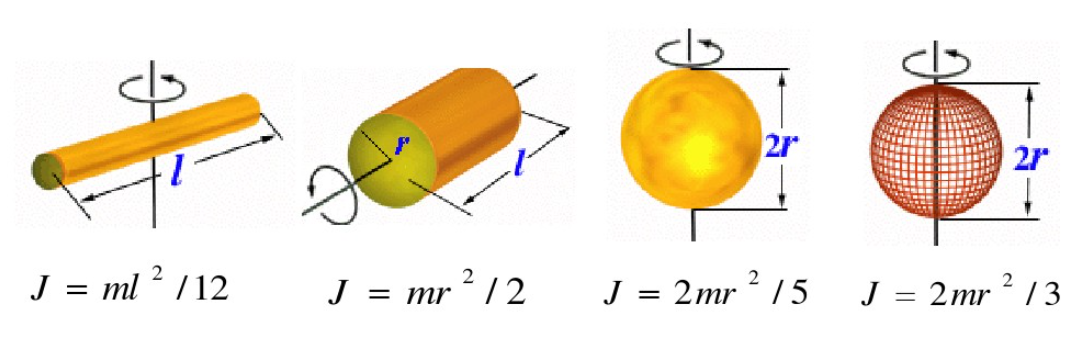 l
r
l
2r
2r
J = ml ² / 12
J = mr ² / 2
J = 2mr ² / 5
J = 2mr ² / 3